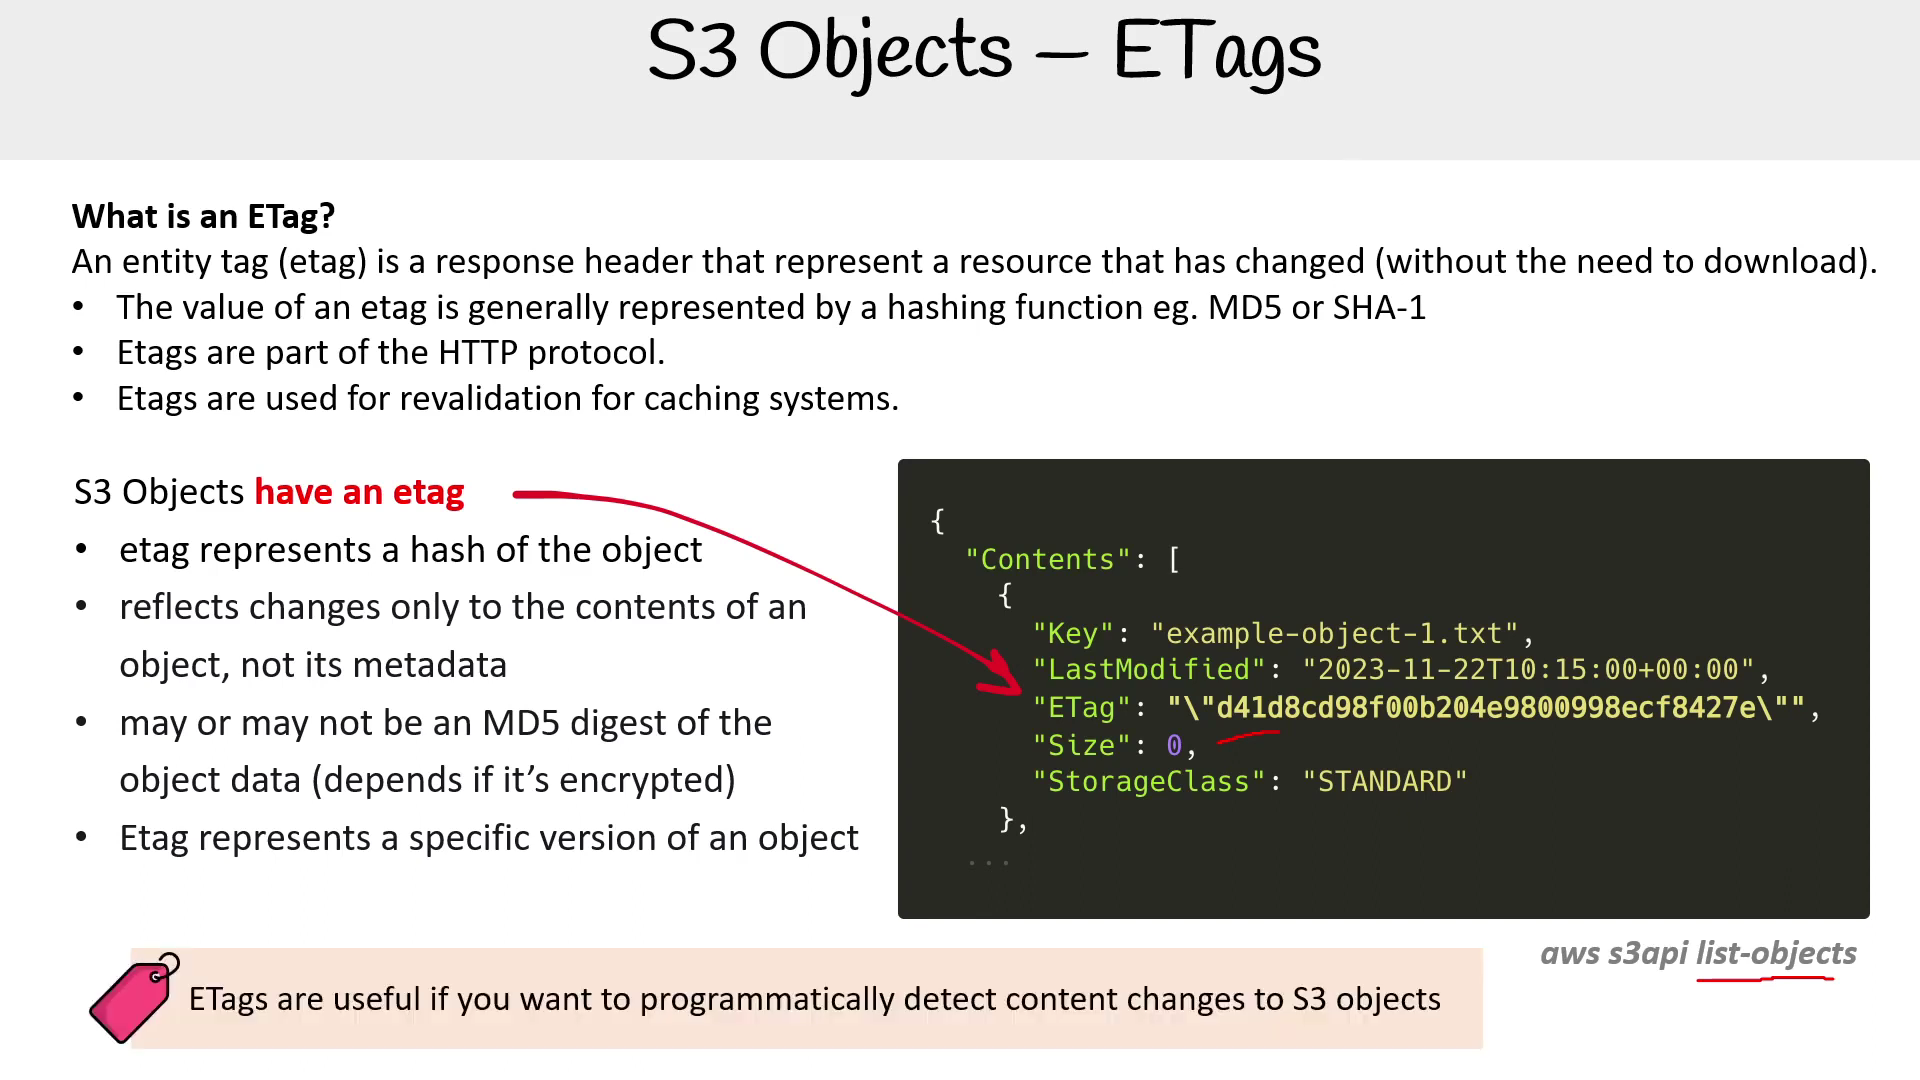 S3 Objects – ETags
What is an ETag?
An entity tag (etag) is a response header that represent a resource that has changed (without the need to download).
• The value of an etag is generally represented by a hashing function eg. MD5 or SHA-1
• Etags are part of the HTTP protocol.
• Etags are used for revalidation for caching systems.
S3 Objects have an etag
• etag represents a hash of the object
• reflects changes only to the contents of an
object, not its metadata
• may or may not be an MD5 digest of the
object data (depends if it’s encrypted)
• Etag represents a specific version of an object
{
"Contents": [
{
"Key": "example-object-1.txt",
"LastModified": "2023-11-22T10:15:00+00:00",
"ETag": "\"d41d8cd98f00b204e9800998ecf8427e\"",
"Size": 0,
"StorageClass": "STANDARD"
},
...
aws s3api list-objects
ETags are useful if you want to programmatically detect content changes to S3 objects